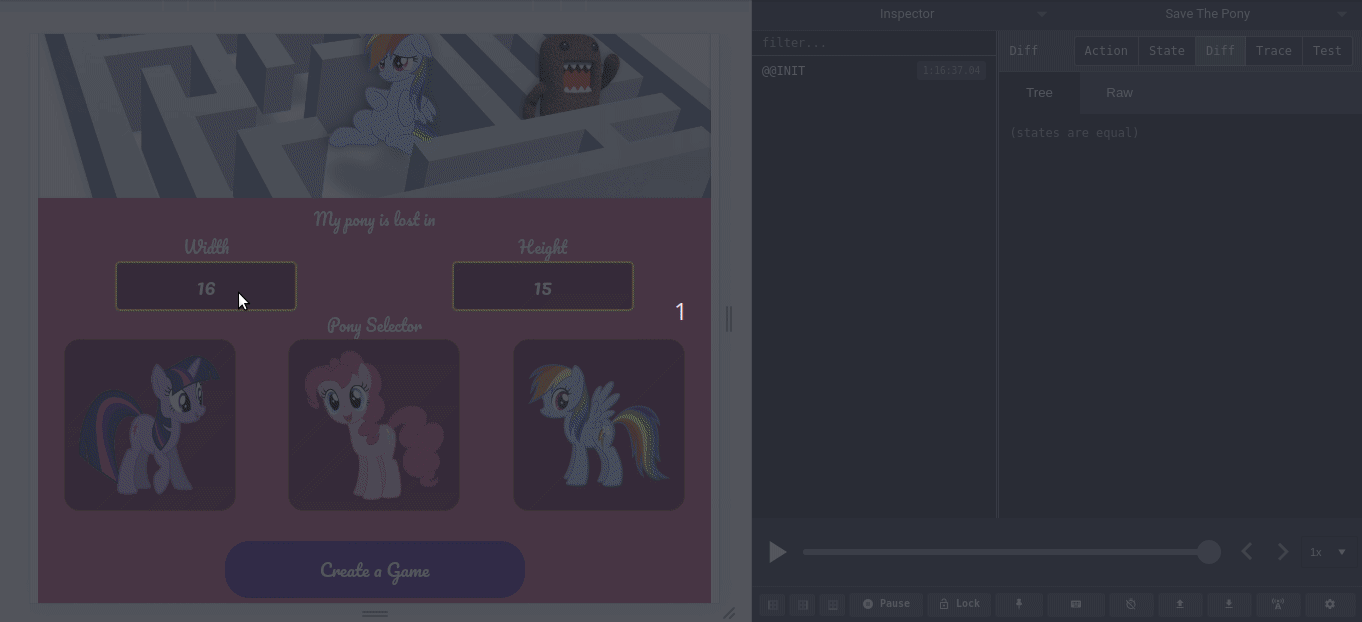 Inspector
Save The Pony
filter...
@@INIT
1:16:37.04
Diff
Action
State
Diff
Trace
Test
Tree
Raw
(states are equal)
My pony is lost in
Width
Height
16
15
1
Pony Selector
Create a Game
1x
Pause
Lock